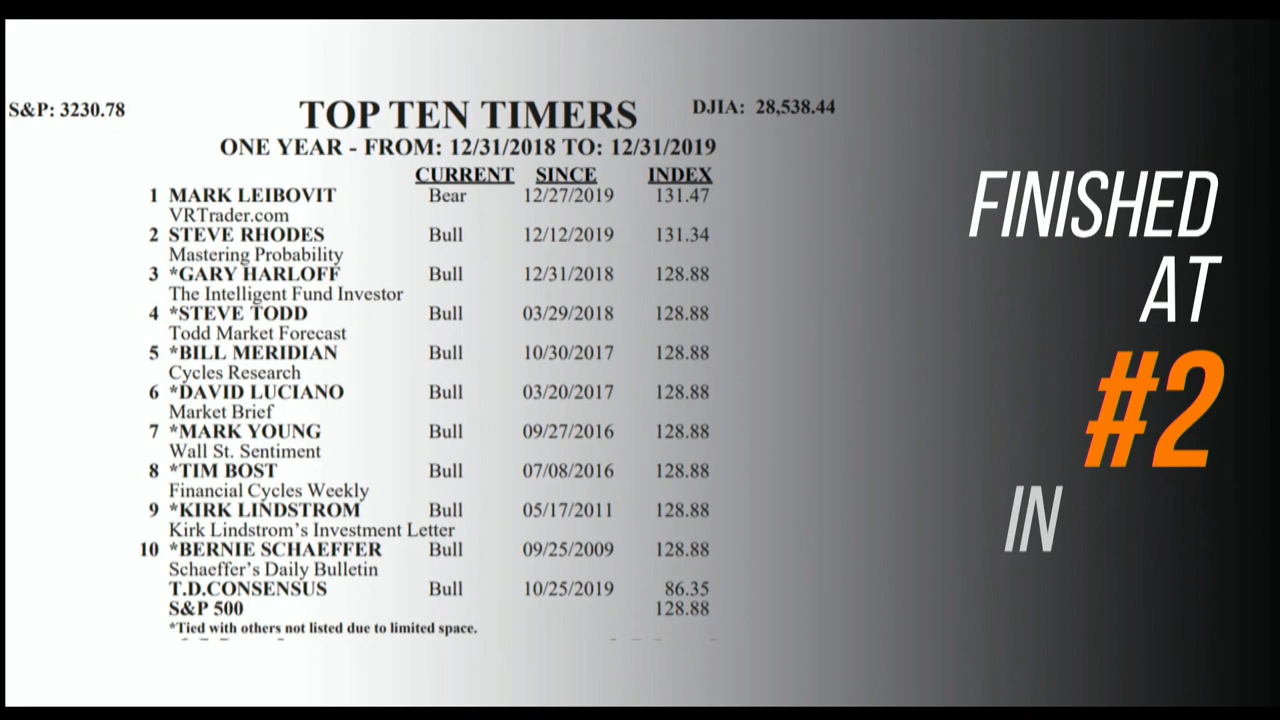 S&P: 3230.78
TOP TEN TIMERS
DJIA: 28,538.44
ONE YEAR - FROM: 12/31/2018 TO: 12/31/2019
CURRENT SINCE INDEX
1 MARK LEIBOVIT Bear 12/27/2019 131.47
VRTrader.com
2 STEVE RHODES Bull 12/12/2019 131.34
Mastering Probability
3 *GARY HARLOFF Bull 12/31/2018 128.88
The Intelligent Fund Investor
4 *STEVE TODD Bull 03/29/2018 128.88
Todd Market Forecast
5 *BILL MERIDIAN Bull 10/30/2017 128.88
Cycles Research
6 *DAVID LUCIANO Bull 03/20/2017 128.88
Market Brief
7 *MARK YOUNG Bull 09/27/2016 128.88
Wall St. Sentiment
8 *TIM BOST Bull 07/08/2016 128.88
Financial Cycles Weekly
9 *KIRK LINDSTROM Bull 05/17/2011 128.88
Kirk Lindstrom's Investment Letter
10 *BERNIE SCHAEFFER Bull 09/25/2009 128.88
Schaeffer's Daily Bulletin
T.D.CONSENSUS Bull 10/25/2019 86.35
S&P 500 128.88
*Tied with others not listed due to limited space.
FINISHED
AT
#2
IN